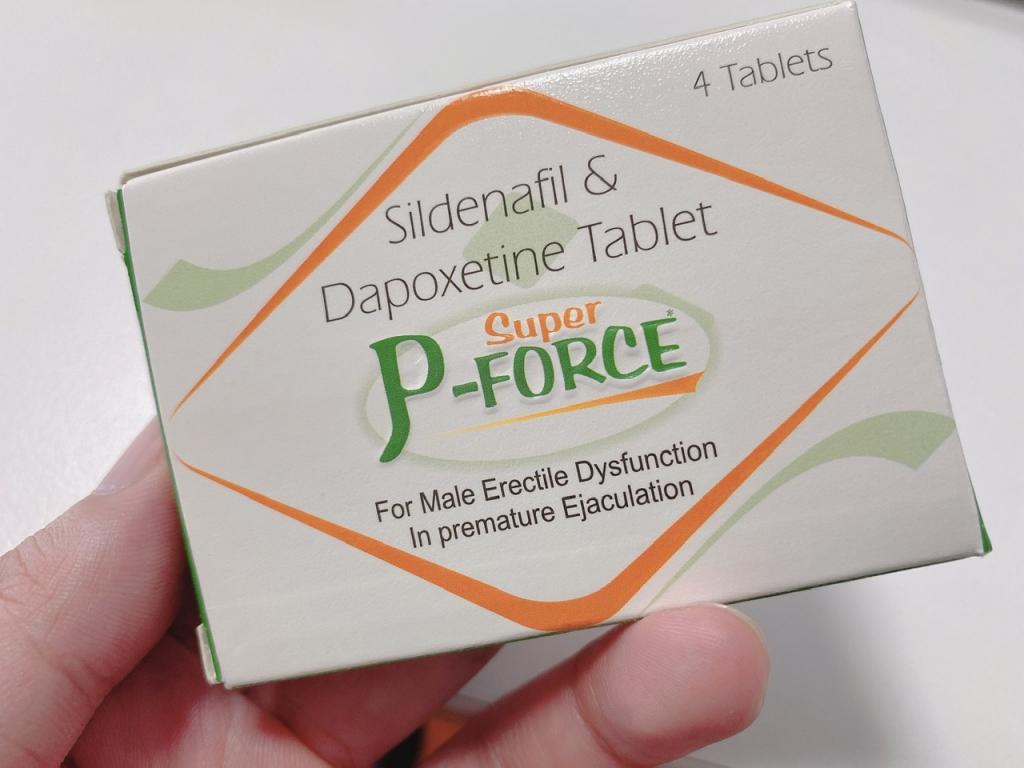 4 Tablets
Sildenafil &
Dapoxetine Tablet
Super
P-FORCE*
For Male Erectile Dysfunction
In premature Ejaculation